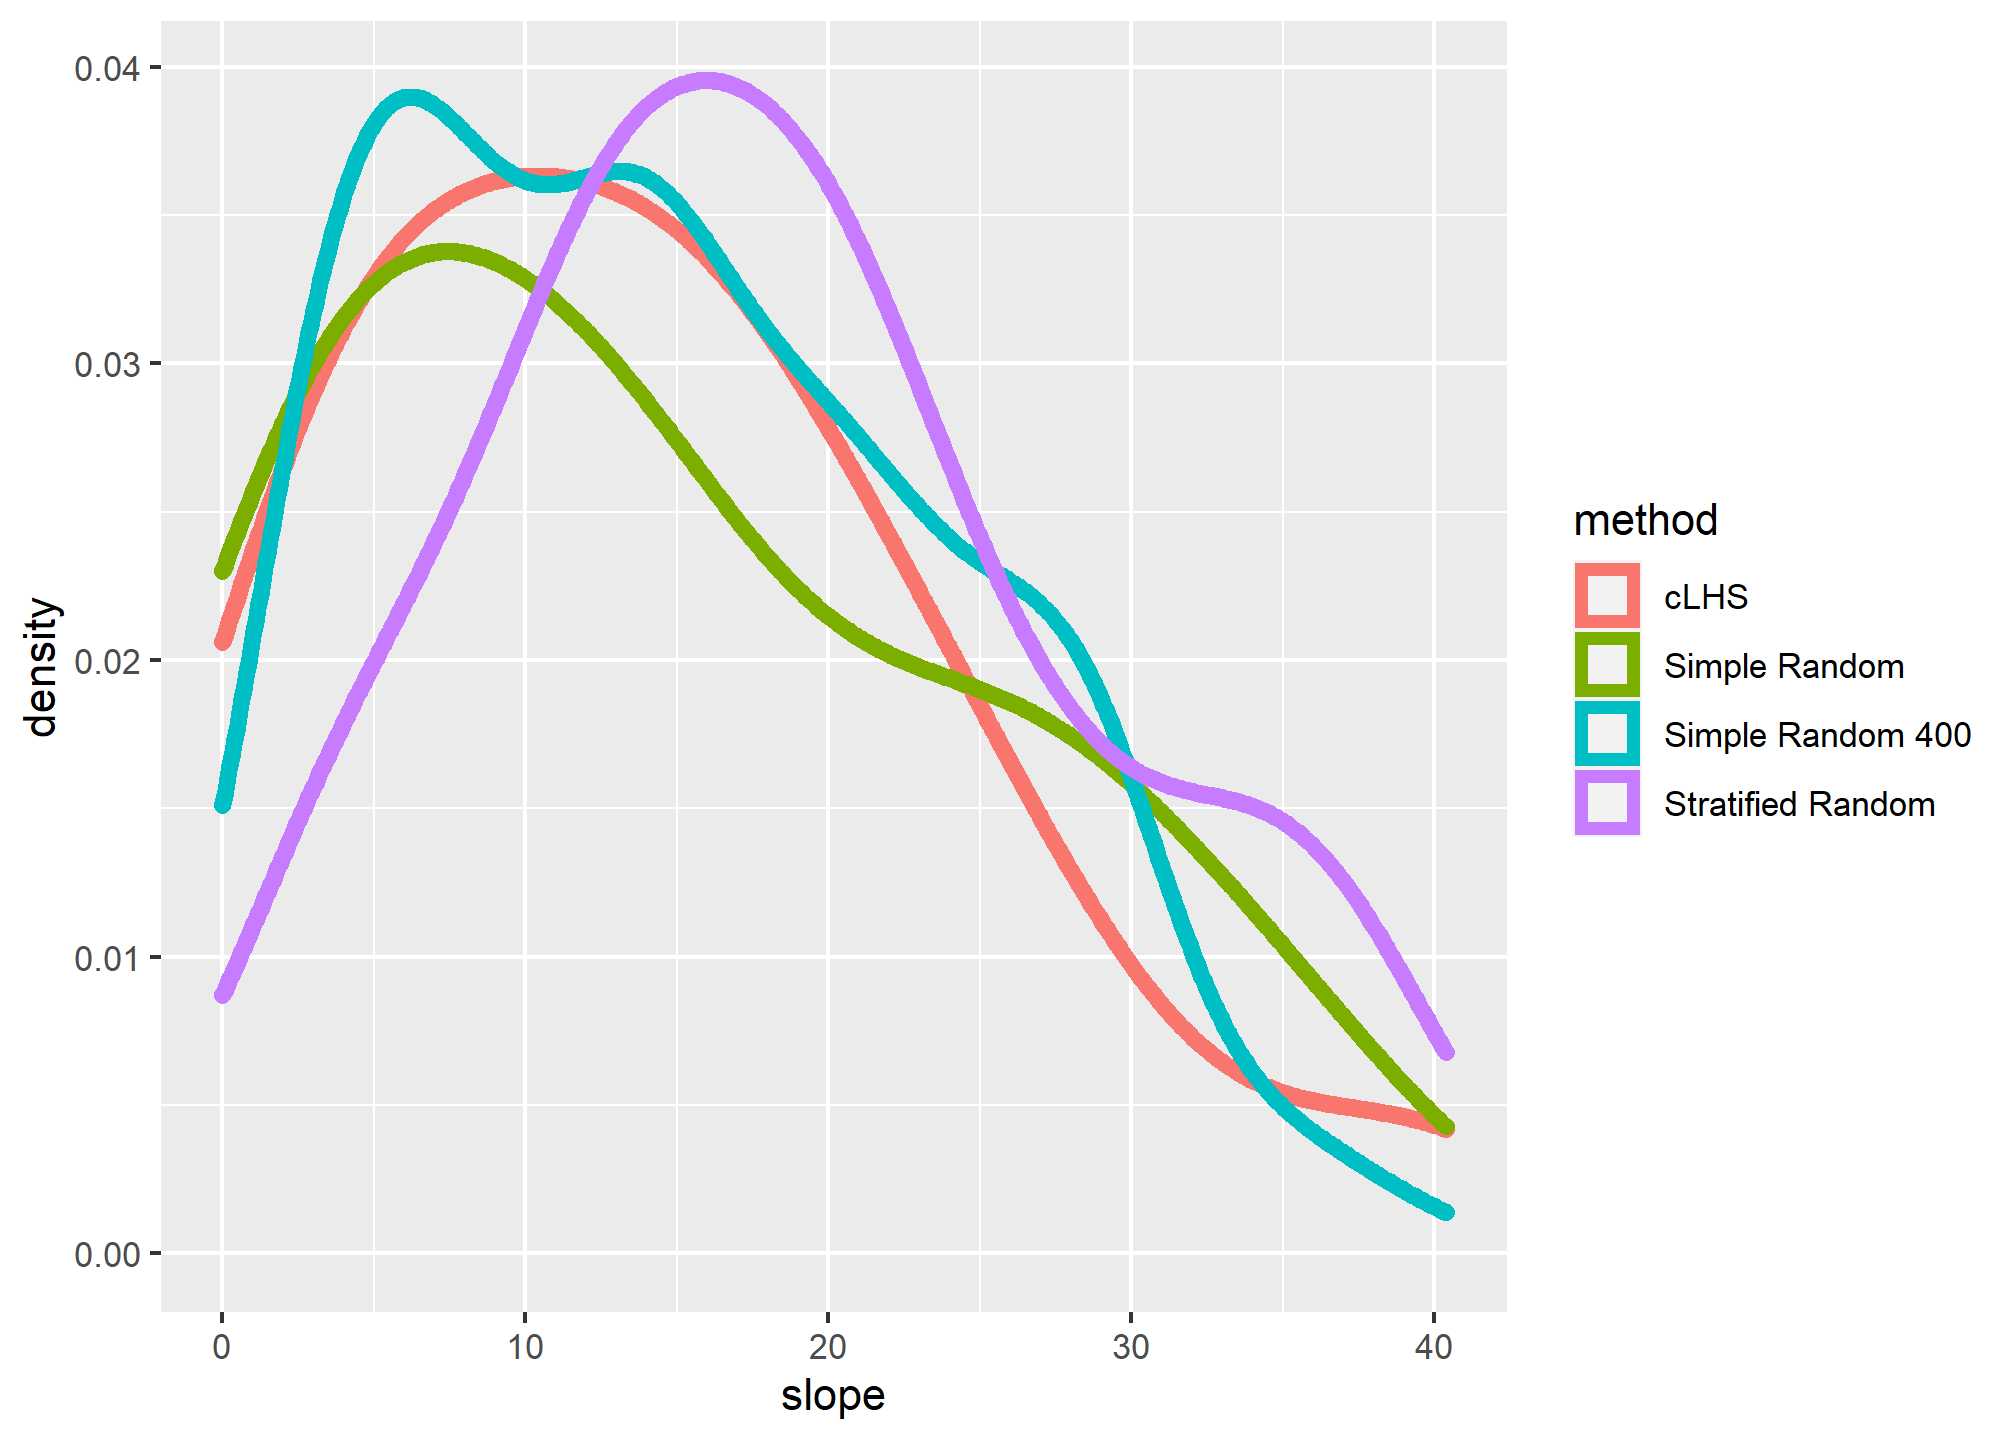 0.04
0.03
0.02
0.01
0.00
density
0
10
20
30
40
slope
method
cLHS
Simple Random
Simple Random 400
Stratified Random